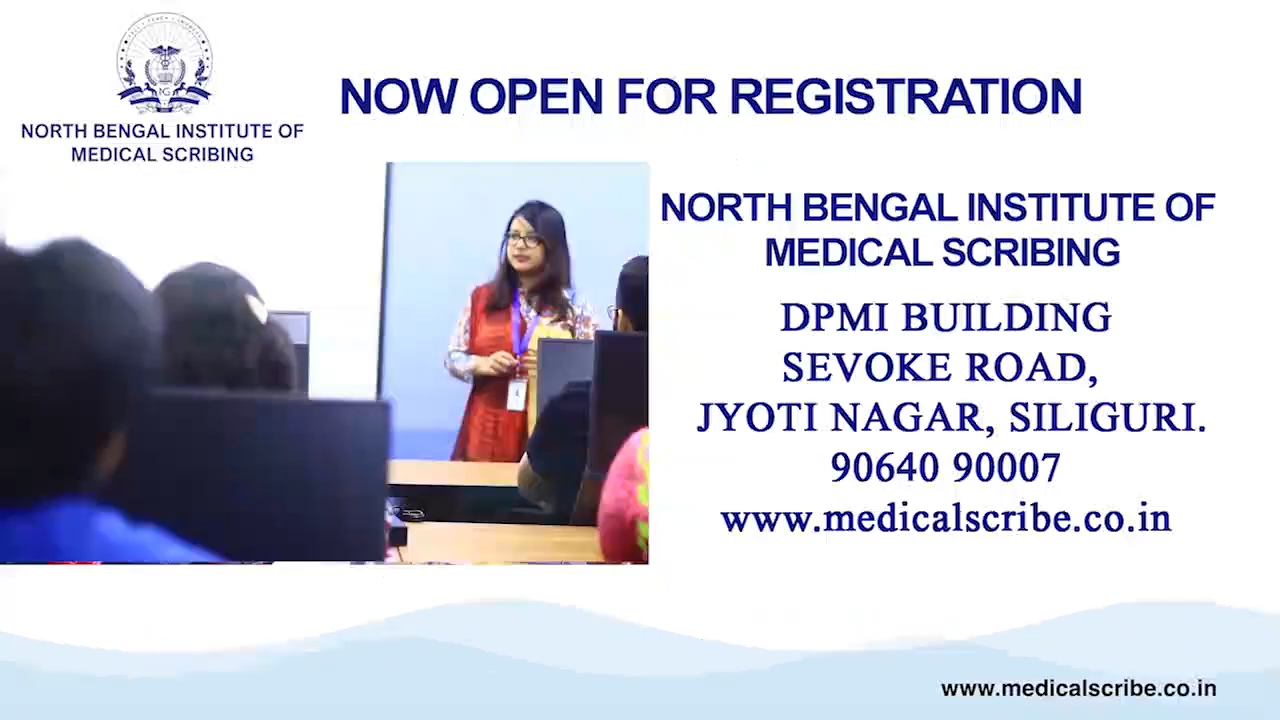 NORTH BENGAL INSTITUTE OF
MEDICAL SCRIBING
NOW OPEN FOR REGISTRATION
NORTH BENGAL INSTITUTE OF
MEDICAL SCRIBING
DPMI BUILDING
SEVOKE ROAD,
JYOTI NAGAR, SILIGURI.
90640 90007
www.medicalscribe.co.in
www.medicalscribe.co.in